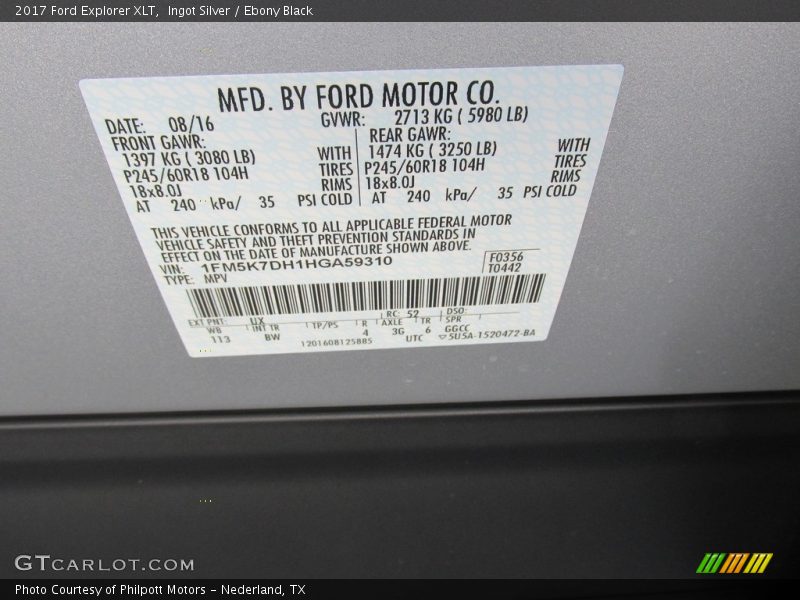 2017 Ford Explorer XLT, Ingot Silver / Ebony Black
MFD. BY FORD MOTOR CO.
DATE: 08/16 GVWR: 2713 KG ( 5980 LB)
FRONT GAWR: REAR GAWR:
1397 KG ( 3080 LB) WITH 1474 KG ( 3250 LB) WITH
P245/60R18 104H TIRES P245/60R18 104H TIRES
18x8.0J RIMS 18x8.0J RIMS
AT 240 kPa/ 35 PSI COLD AT 240 kPa/ 35 PSI COLD
THIS VEHICLE CONFORMS TO ALL APPLICABLE FEDERAL MOTOR
VEHICLE SAFETY AND THEFT PREVENTION STANDARDS IN
EFFECT ON THE DATE OF MANUFACTURE SHOWN ABOVE.
VIN: 1FM5K7DH1HGA59310 F0356
TYPE: MPV T0442
EXT PNT: UX RC: 52 DSO:
WB INT TR TP/PS R AXLE TR SPR
113 BW 4 3G 6 GGCC
1201608125885 UTC ▽5U5A-1520472-BA
GTCARLOT.COM
Photo Courtesy of Philpott Motors - Nederland, TX